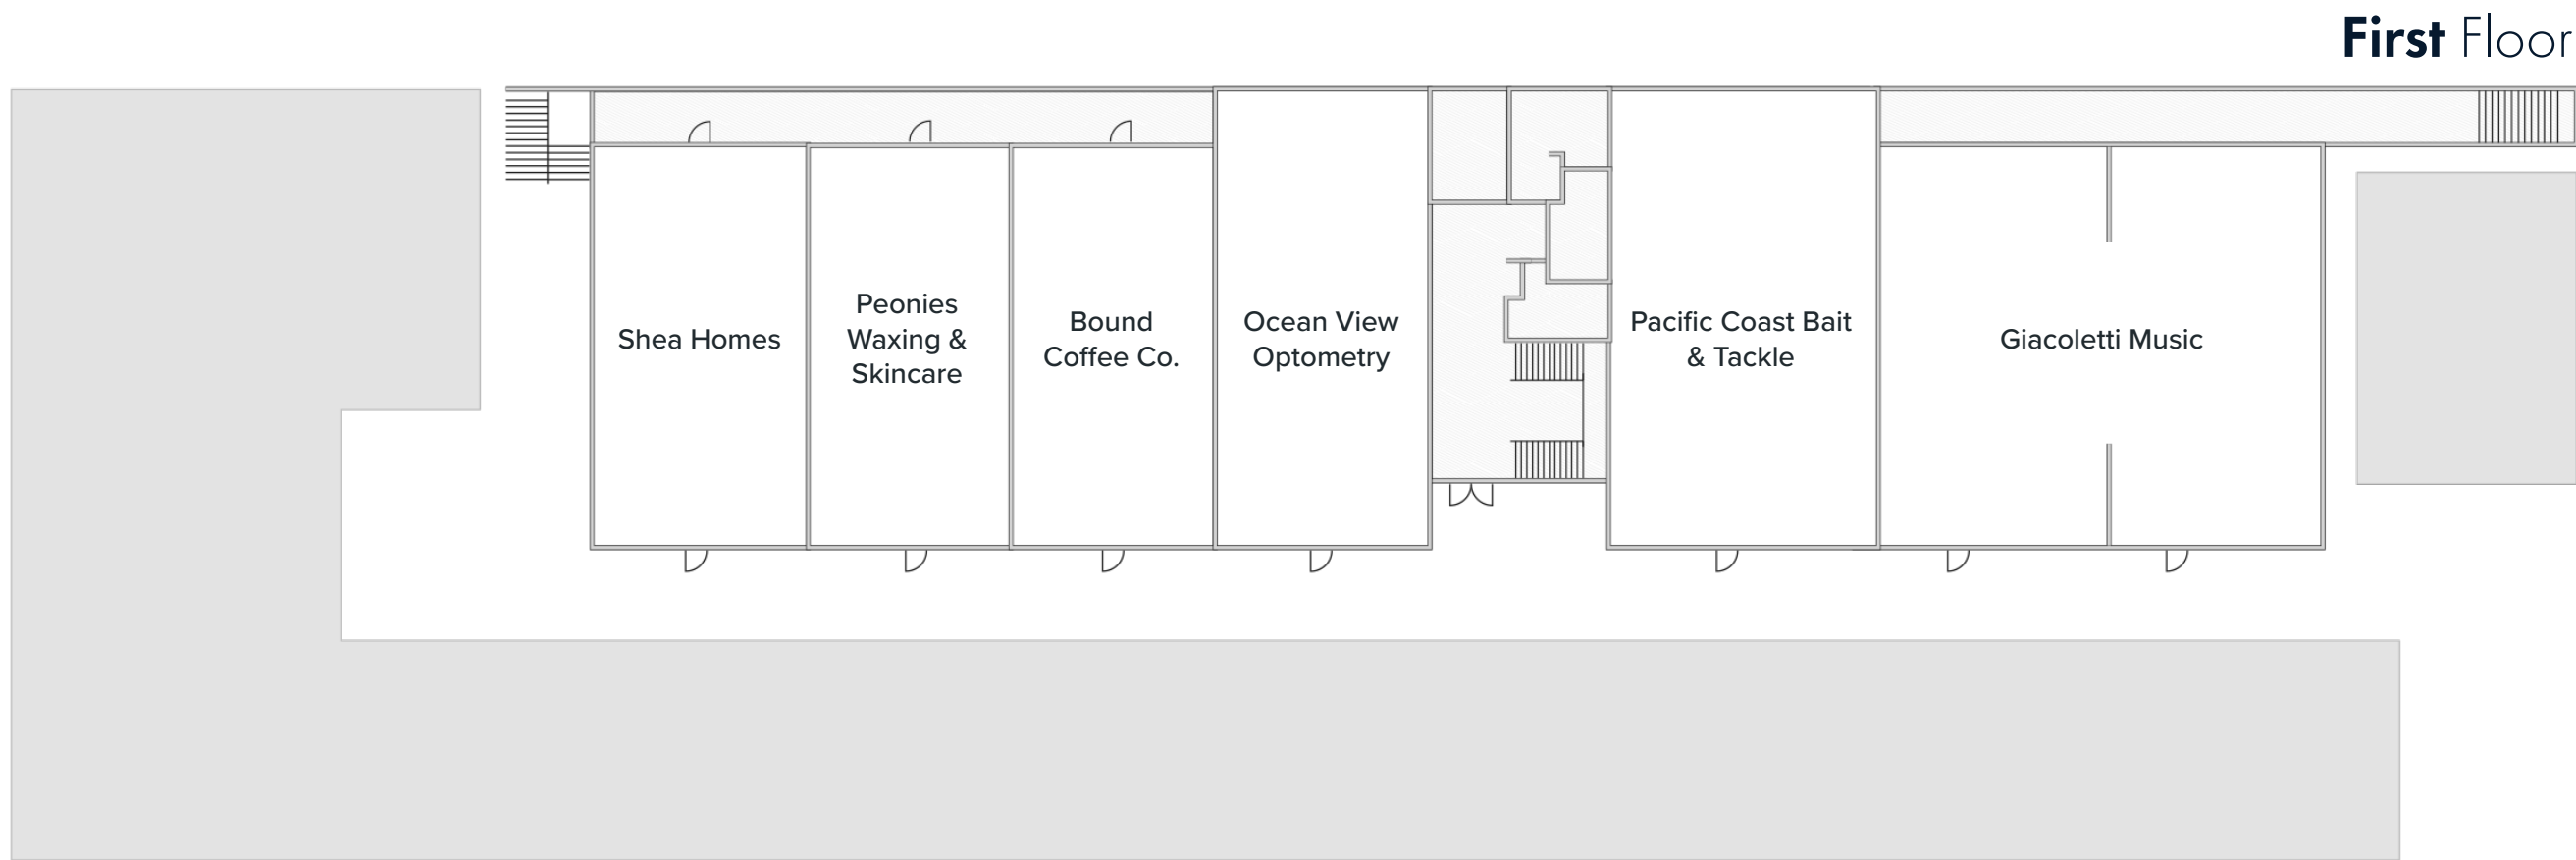 First Floor
Shea Homes
Peonies
Waxing &
Skincare
Bound
Coffee Co.
Ocean View
Optometry
Pacific Coast Bait
& Tackle
Giacoletti Music